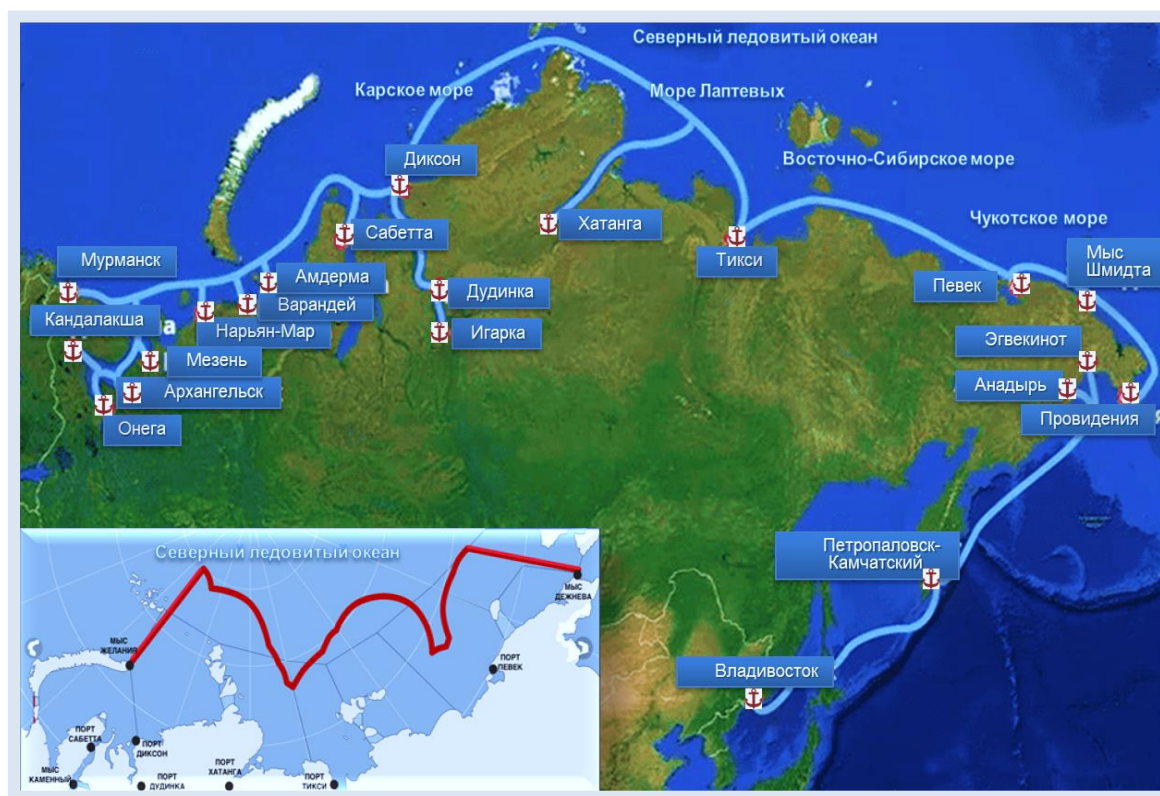 Северный ледовитый океан
Карское море
Море Лаптевых
Диксон
Восточно-Сибирское море
Хатанга
Сабетта
Чукотское море
Тикси
Мурманск
Мыс
Шмидта
Амдерма
Дудинка
Певек
Варандей
Кандалакша
Нарьян-Мар
Игарка
Эгвекинот
Мезень
Архангельск
Анадырь
Онега
Провидения
Петропаловск-
Камчатский
Владивосток
Северный ледовитый океан
МЫС
ДЕЖНЕВА
МЫС
ЖЕЛАНИЯ
ПОРТ
ПЕВЕК
ПОРТ
САБЕТТА
ПОРТ
ДИКСОН
МЫС
КАМЕННЫЙ
ПОРТ
ДУДИНКА
ПОРТ
ХАТАНГА
ПОРТ
ТИКСИ